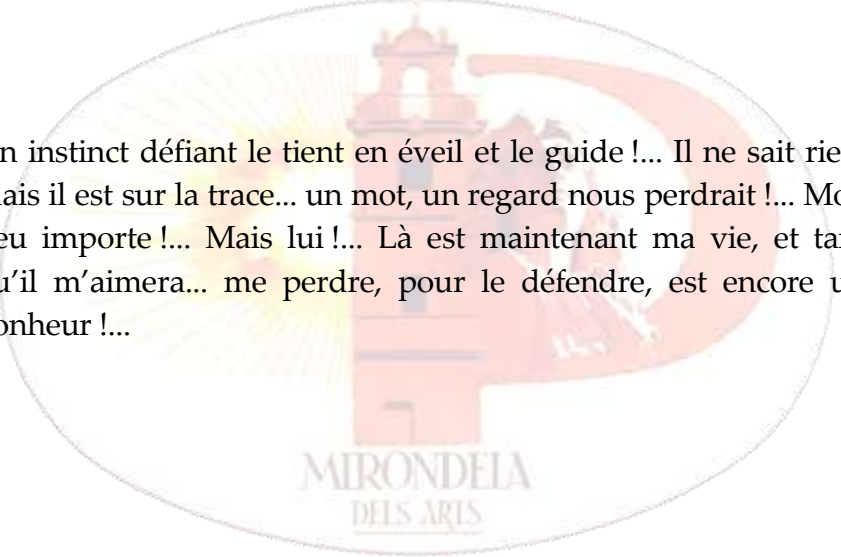 n instinct défiant le tient en éveil et le guide !... Il ne sait rie
ais il est sur la trace... un mot, un regard nous perdrait !... Mo
eu importe !... Mais lui !... Là est maintenant ma vie, et tan
u'il m'aimera... me perdre, pour le défendre, est encore u
onheur !...
MIRONDELA
DELS ARTS